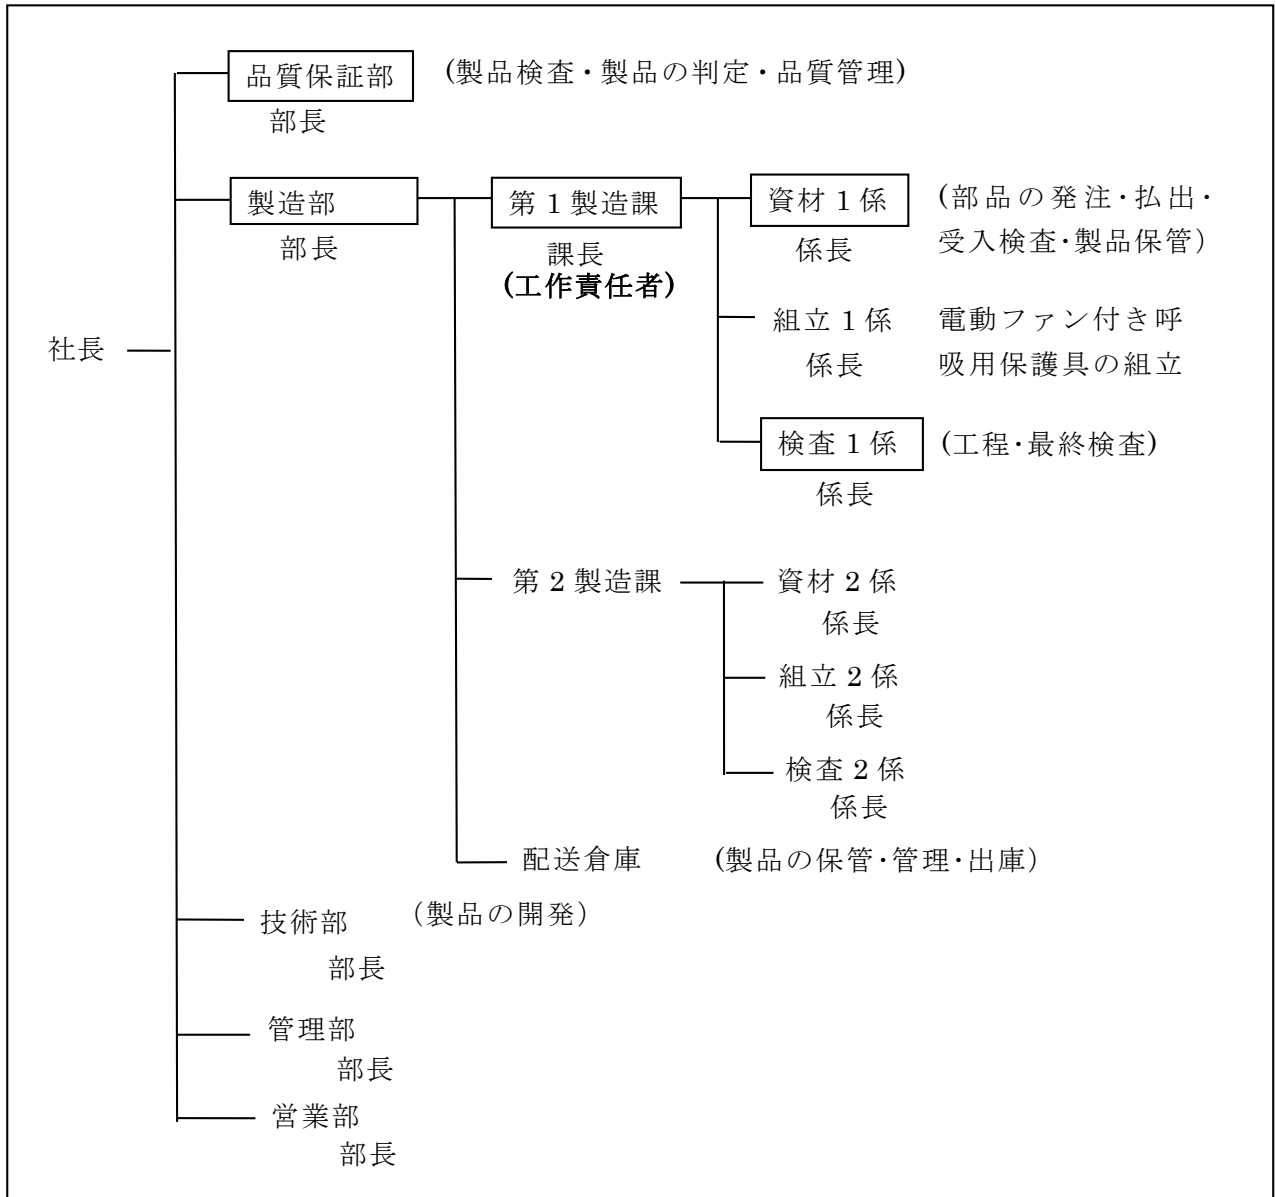 品質保証部 (製品検査・製品の判定・品質管理)
部長
製造部 第1製造課 資材1係 (部品の発注・払出・
部長 課長 係長 受入検査・製品保管)
(工作責任者)
組立1係 電動ファン付き呼
社長 係長 吸用保護具の組立
検査1係 (工程・最終検査)
係長
第2製造課 資材2係
係長
組立2係
係長
検査2係
係長
配送倉庫 (製品の保管・管理・出庫)
技術部 (製品の開発)
部長
管理部
部長
営業部
部長